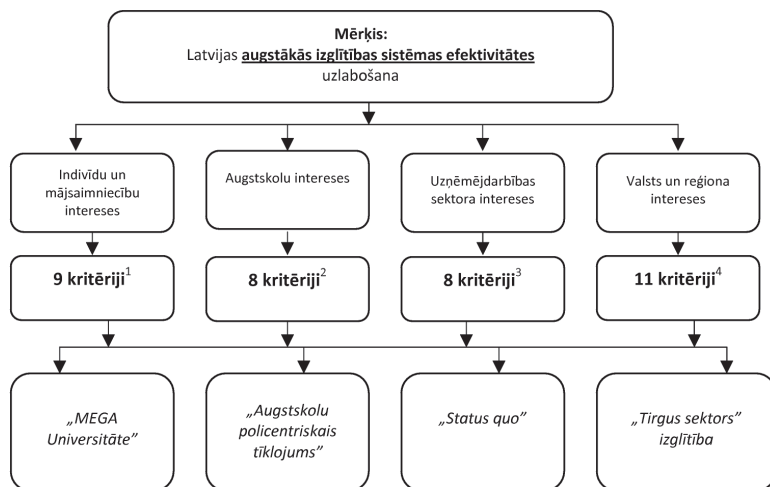 Mērķis:
Latvijas augstākās izglītības sistēmas efektivitātes
uzlabošana
Indivīdu un
mājsaimniecību
intereses
Augstskolu intereses
Uzņēmējdarbības
sektora intereses
Valsts un reģiona
intereses
9 kritēriji¹
8 kritēriji²
8 kritēriji³
11 kritēriji⁴
„MEGA
Universitāte”
„Augstskolu
policentriskais
tīklojums”
„Status quo”
„Tirgus sektors”
izglītība